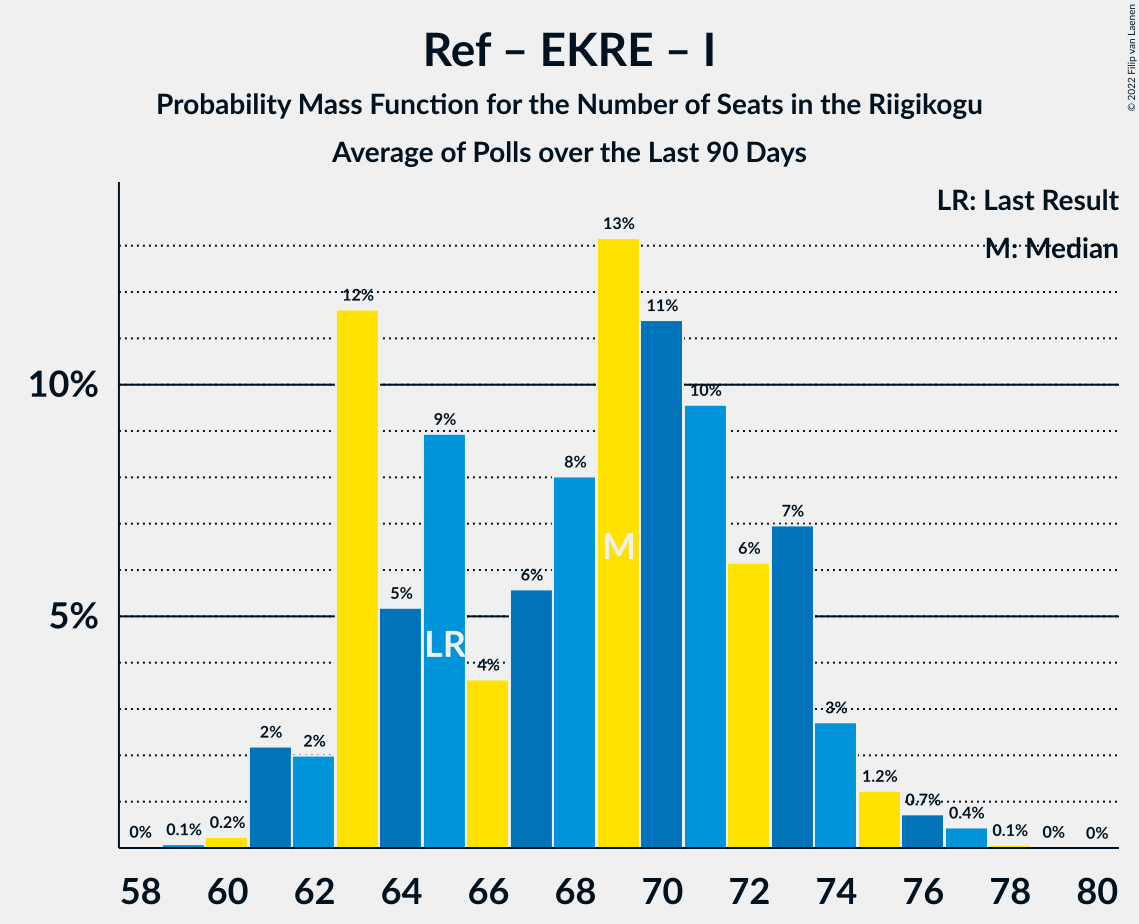 Ref – EKRE – I
Probability Mass Function for the Number of Seats in the Riigikogu
Average of Polls over the Last 90 Days
© 2022 Filip van Laenen
LR: Last Result
M: Median
10%
5%
0%
0.1%
0.2%
2%
2%
12%
5%
9%
4%
6%
8%
13%
11%
10%
6%
7%
3%
1.2%
0.7%
0.4%
0.1%
0%
0%
LR
M
58 60 62 64 66 68 70 72 74 76 78 80